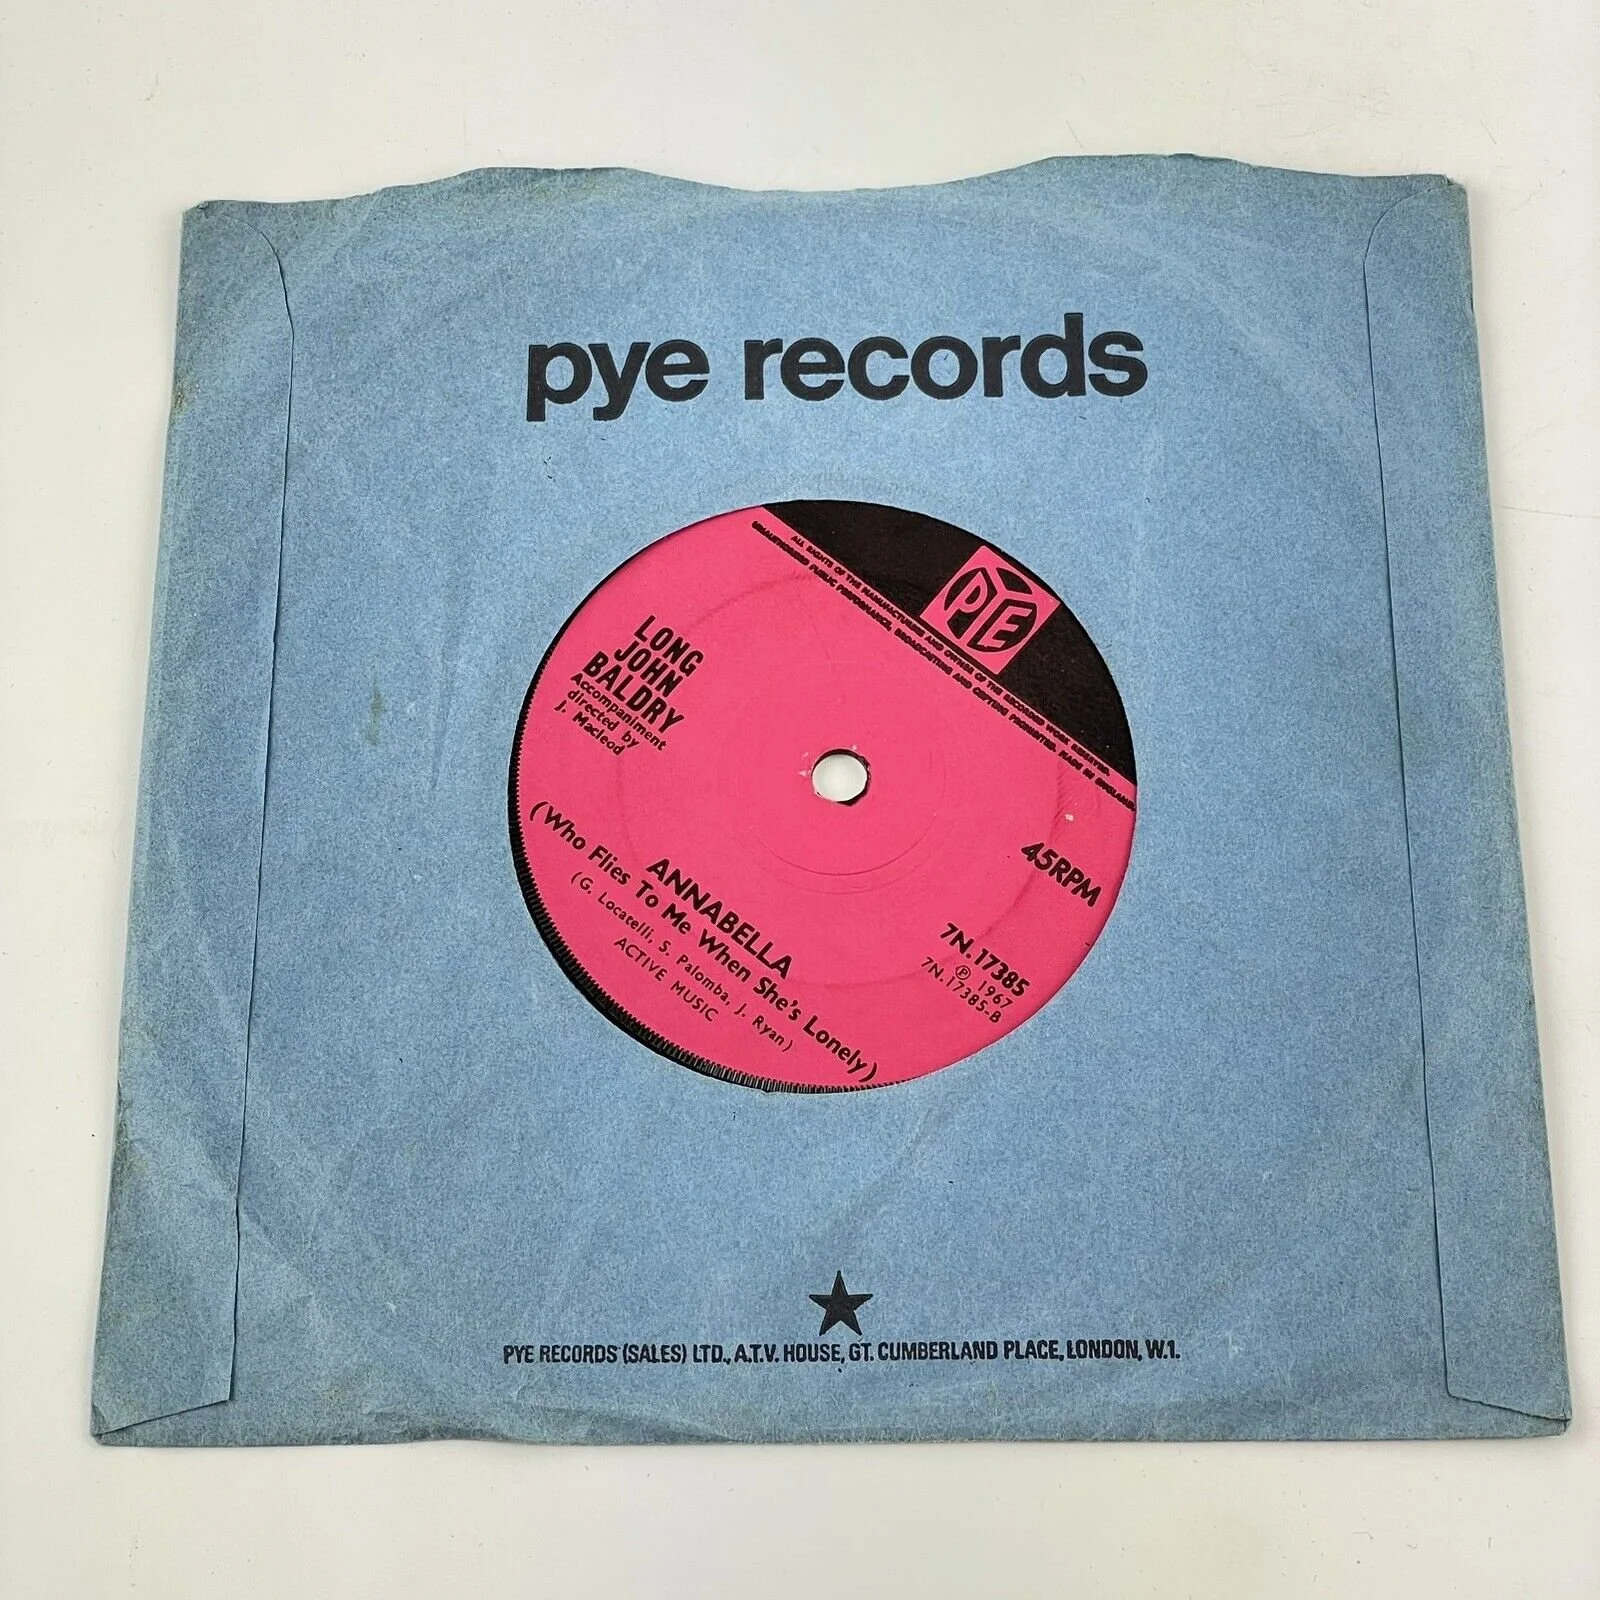 pye records
ALL RIGHTS OF THE MANUFACTURER AND OWNER OF THE RECORDED WORK RESERVED.
UNAUTHORISED PUBLIC PERFORMANCE, BROADCASTING AND COPYING PROHIBITED. MADE IN ENGLAND
PYE
LONG
JOHN
BALDRY
Accompaniment
directed by
J. Macleod
45RPM
7N.17385
℗ 1967
7N.17385-B
ANNABELLA
(Who Flies To Me When She's Lonely)
(G. Locatelli, S. Palomba, J. Ryan)
ACTIVE MUSIC
PYE RECORDS (SALES) LTD., A.T.V. HOUSE, GT. CUMBERLAND PLACE, LONDON, W.1.